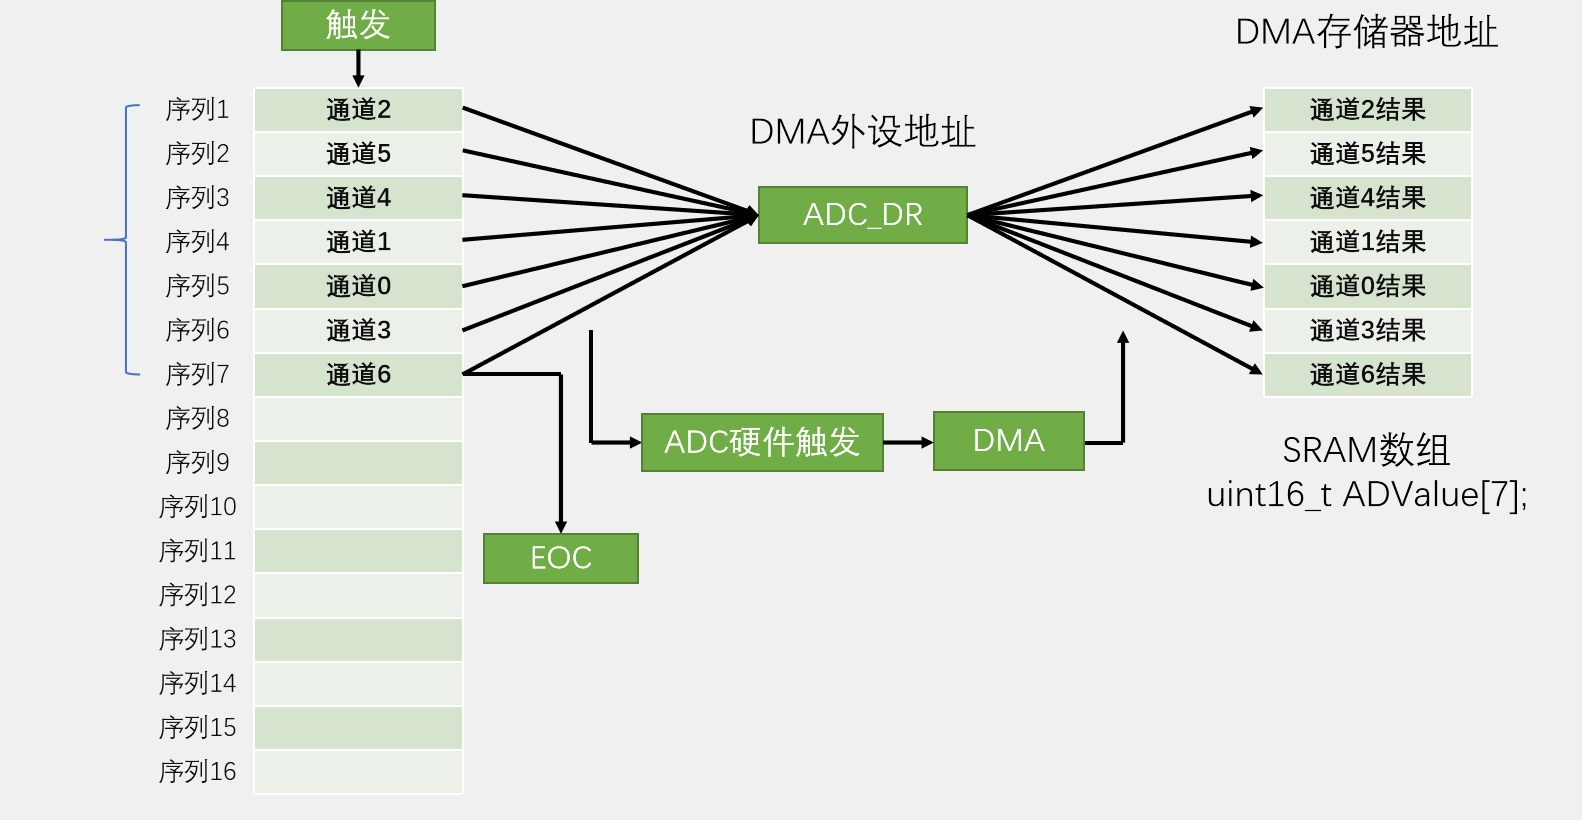 触发
DMA存储器地址
序列1 通道2 通道2结果
DMA外设地址
序列2 通道5 通道5结果
序列3 通道4 通道4结果
ADC_DR
序列4 通道1 通道1结果
序列5 通道0 通道0结果
序列6 通道3 通道3结果
序列7 通道6 通道6结果
序列8
ADC硬件触发 DMA
SRAM数组
序列9
uint16_t ADValue[7];
序列10
序列11
EOC
序列12
序列13
序列14
序列15
序列16